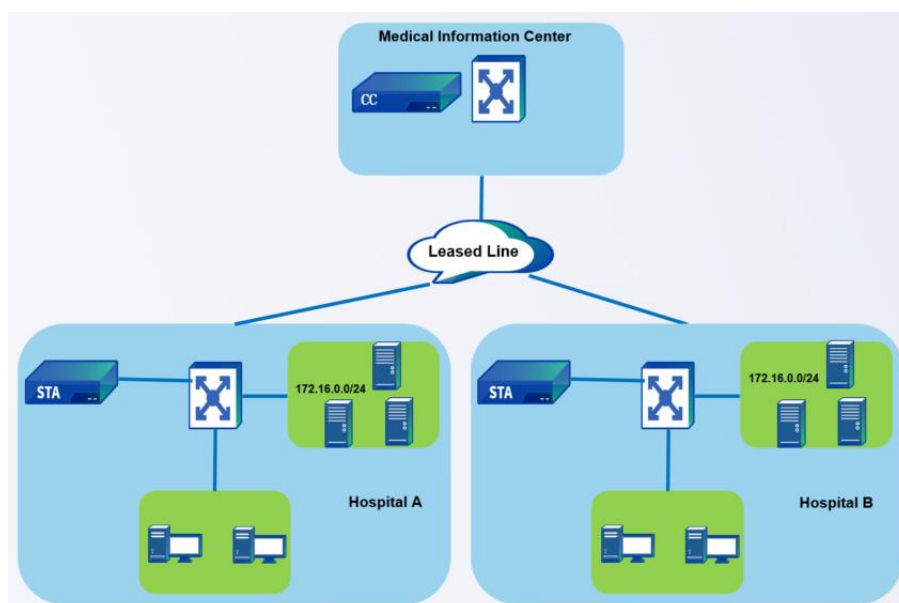 Medical Information Center
CC
Leased Line
STA
172.16.0.0/24
Hospital A
STA
172.16.0.0/24
Hospital B